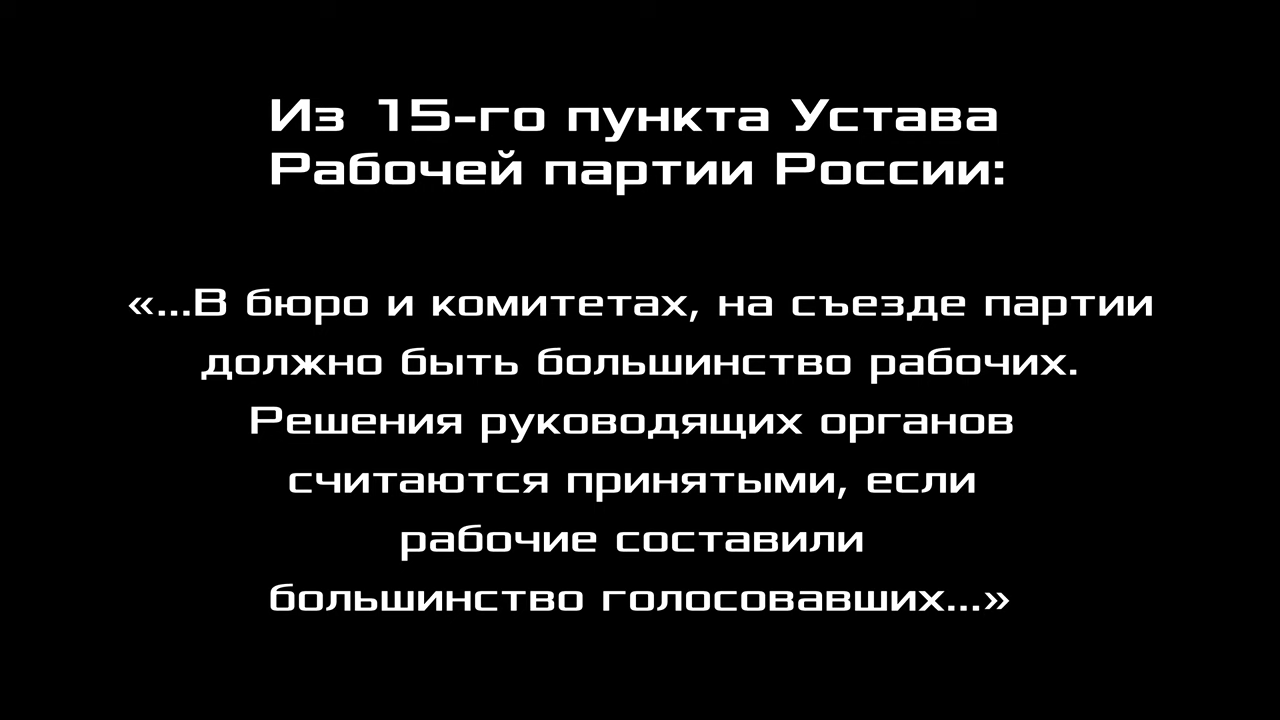 Из 15-го пункта Устава
Рабочей партии России:
«...В бюро и комитетах, на съезде партии
должно быть большинство рабочих.
Решения руководящих органов
считаются принятыми, если
рабочие составили
большинство голосовавших...»